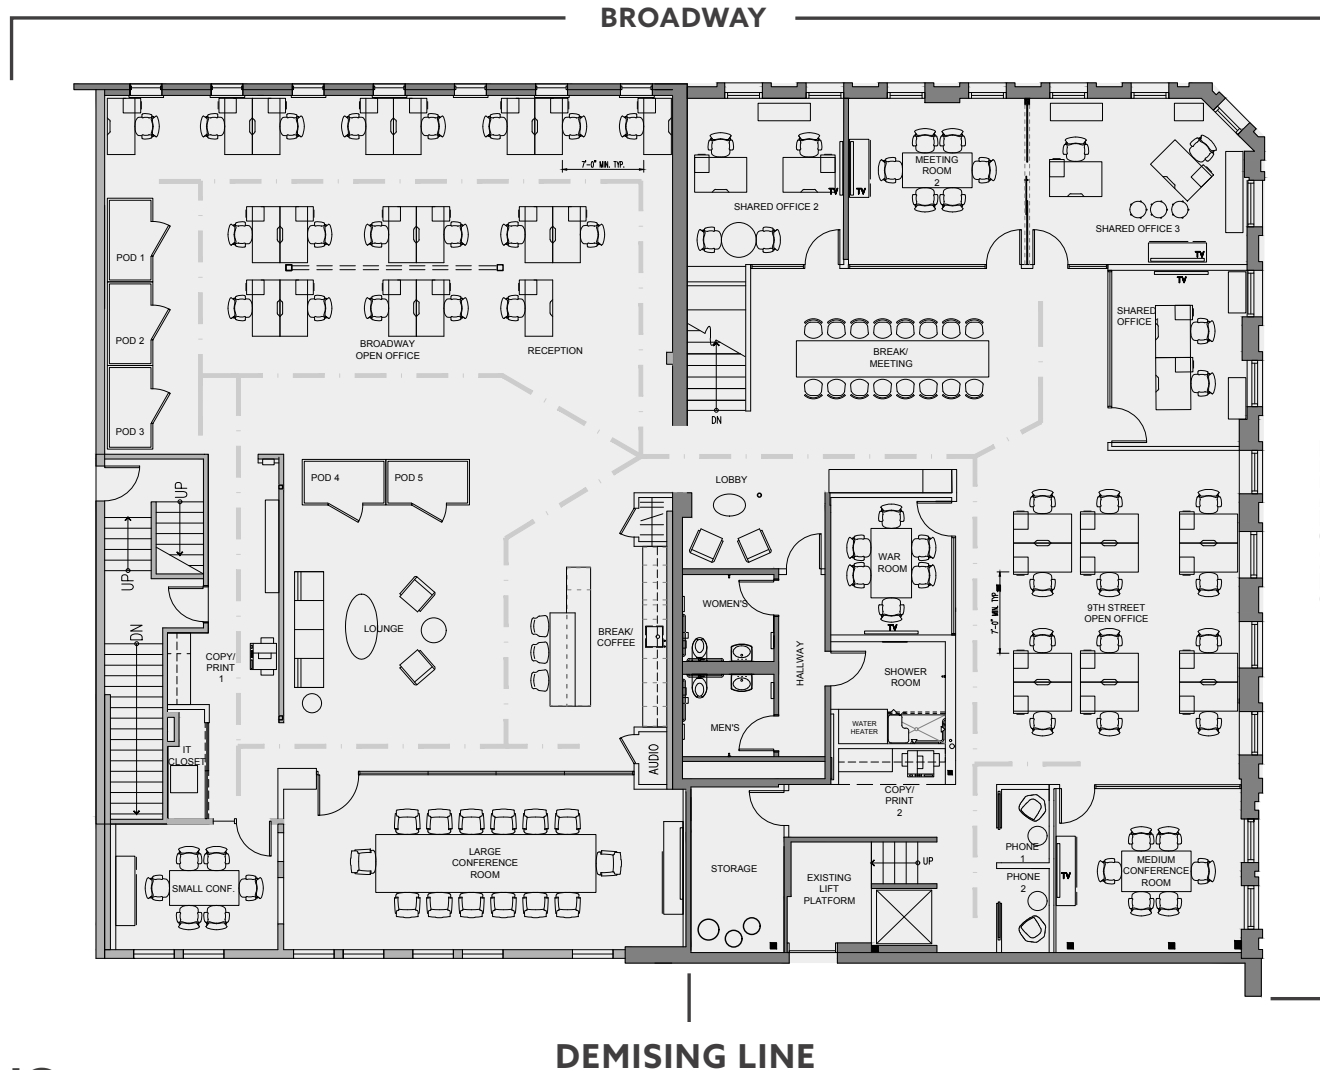 BROADWAY
7'-0" MIN. TYP.
TV
TV
MEETING
ROOM
2
SHARED OFFICE 2
SHARED OFFICE 3
TV
POD 1
POD 2
POD 3
BROADWAY
OPEN OFFICE
RECEPTION
TV
SHARED
OFFICE
BREAK/
MEETING
DN
POD 4
POD 5
LOBBY
UP
UP
DN
WAR
ROOM
TV
WOMEN'S
LOUNGE
BREAK/
COFFEE
7'-0" MIN. TYP.
9TH STREET
OPEN OFFICE
COPY/
PRINT
1
HALLWAY
SHOWER
ROOM
MEN'S
WATER
HEATER
IT
CLOSET
AUDIO
COPY/
PRINT
2
LARGE
CONFERENCE
ROOM
SMALL CONF.
STORAGE
EXISTING
LIFT
PLATFORM
UP
PHONE
1
PHONE
2
TV
MEDIUM
CONFERENCE
ROOM
DEMISING LINE